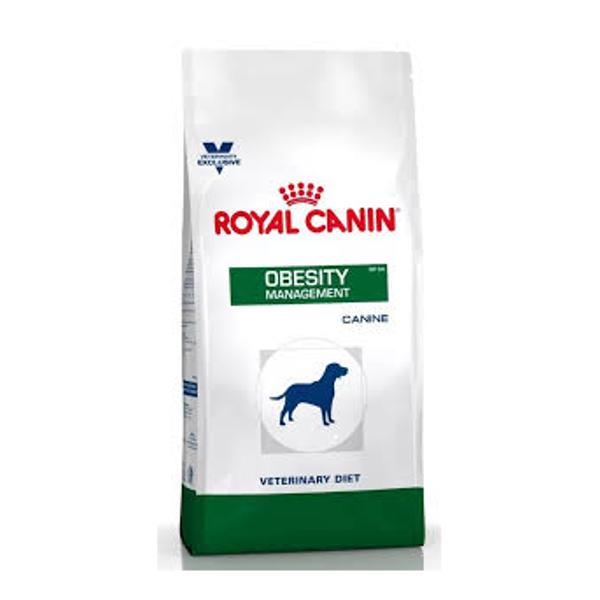 VETERINARY
EXCLUSIVE
ROYAL CANIN®
OBESITY
MANAGEMENT
CANINE
VETERINARY DIET